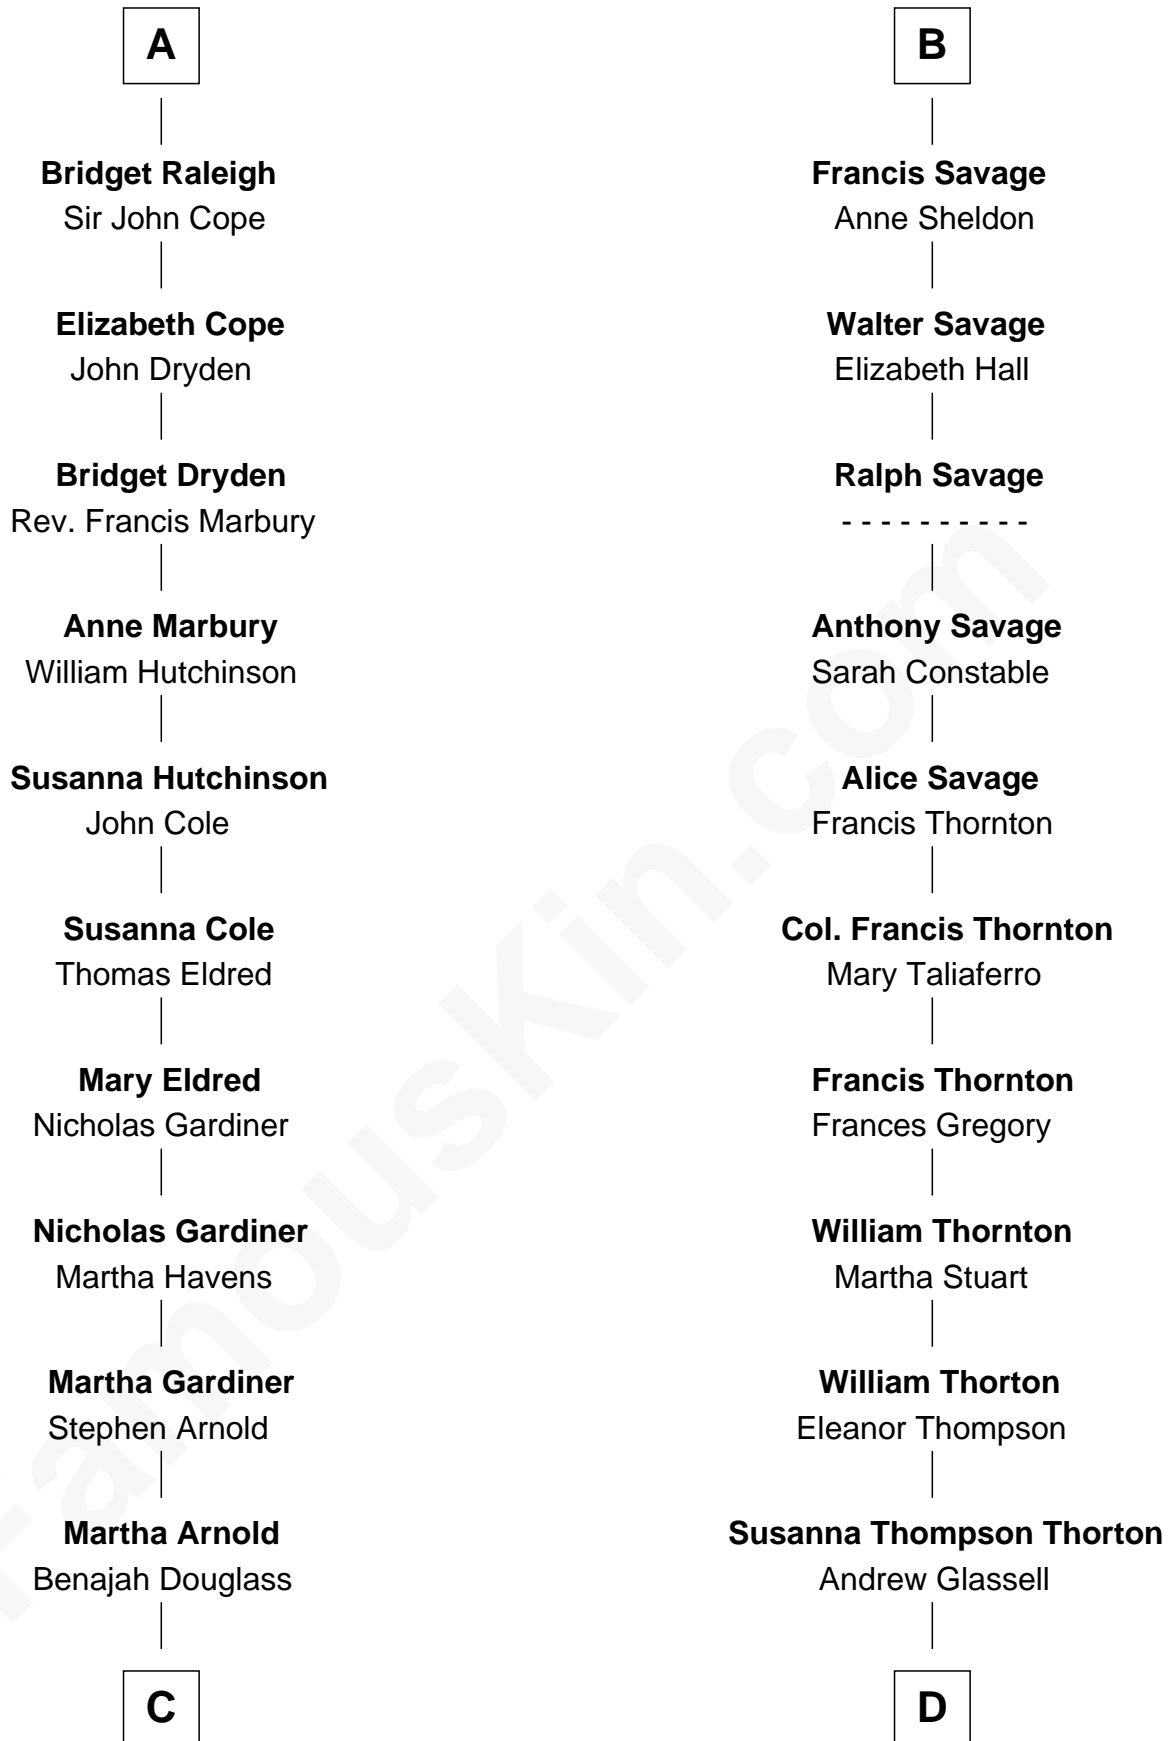 A
Bridget Raleigh
Sir John Cope
Elizabeth Cope
John Dryden
Bridget Dryden
Rev. Francis Marbury
Anne Marbury
William Hutchinson
Susanna Hutchinson
John Cole
Susanna Cole
Thomas Eldred
Mary Eldred
Nicholas Gardiner
Nicholas Gardiner
Martha Havens
Martha Gardiner
Stephen Arnold
Martha Arnold
Benajah Douglass
C
B
Francis Savage
Anne Sheldon
Walter Savage
Elizabeth Hall
Ralph Savage
- - - - - - - - - -
Anthony Savage
Sarah Constable
Alice Savage
Francis Thornton
Col. Francis Thornton
Mary Taliaferro
Francis Thornton
Frances Gregory
William Thornton
Martha Stuart
William Thorton
Eleanor Thompson
Susanna Thompson Thorton
Andrew Glassell
D
FamousKin.com